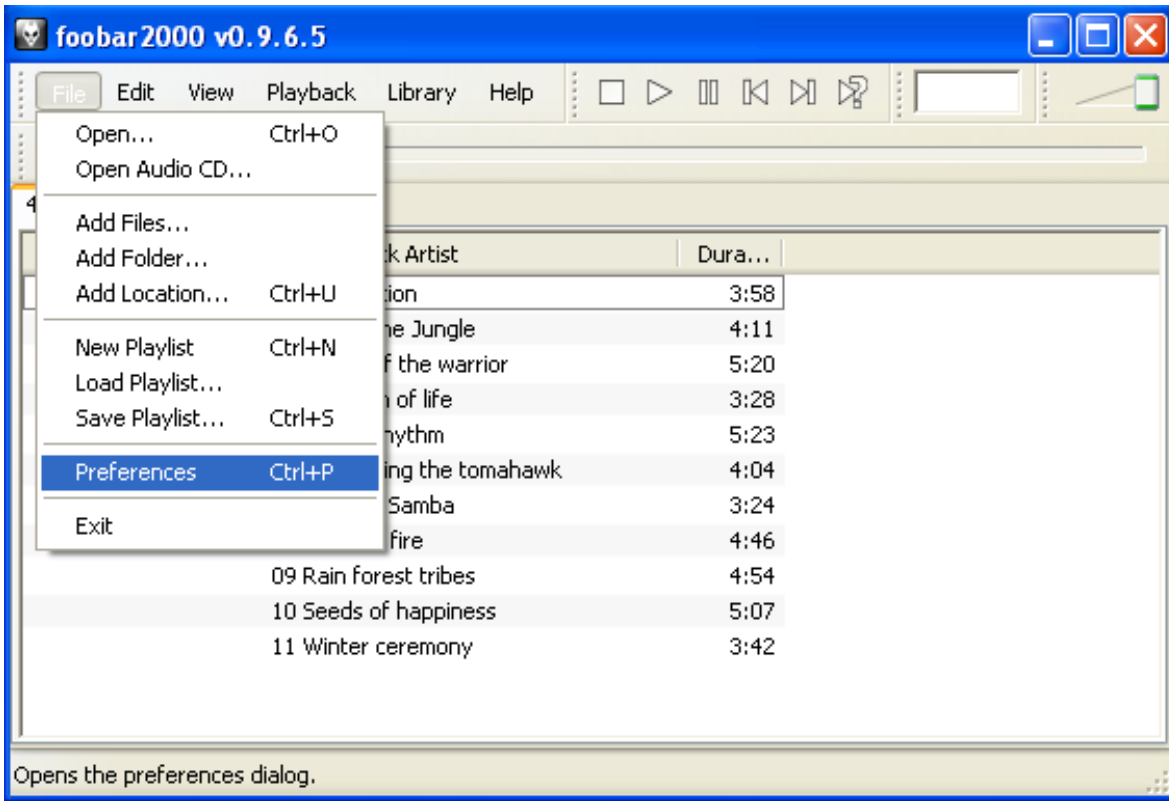 foobar2000 v0.9.6.5
File Edit View Playback Library Help
Open... Ctrl+O
Open Audio CD...
4
Add Files...
Add Folder... Artist Dura...
Add Location... Ctrl+U 3:58
the Jungle 4:11
New Playlist Ctrl+N of the warrior 5:20
Load Playlist... of life 3:28
Save Playlist... Ctrl+S 5:23
Preferences Ctrl+P the tomahawk 4:04
Samba 3:24
Exit fire 4:46
09 Rain forest tribes 4:54
10 Seeds of happiness 5:07
11 Winter ceremony 3:42
Opens the preferences dialog.